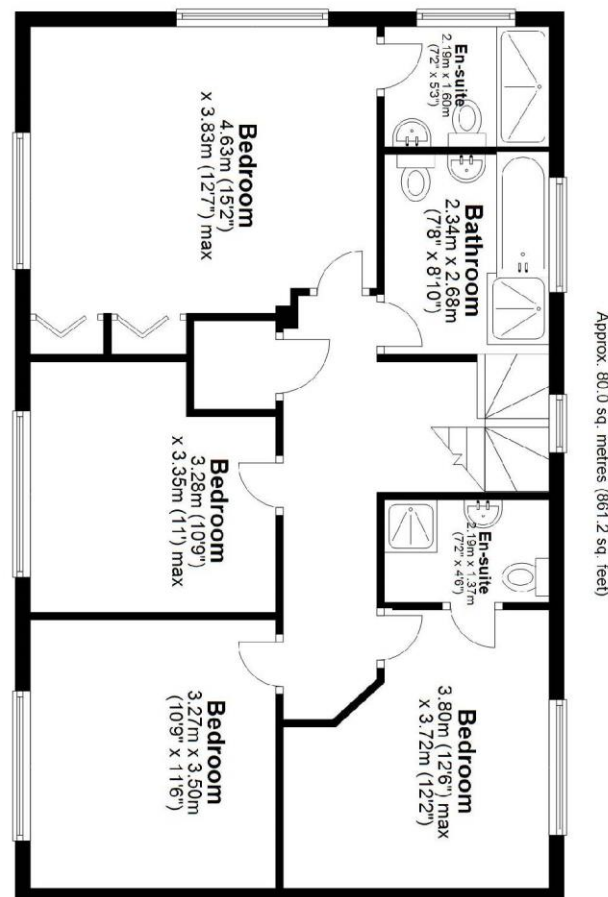 Approx. 80.0 sq. metres (861.2 sq. feet)
En-suite
2.19m x 1.60m
(7'2" x 5'3")
Bedroom
4.63m (15'2")
x 3.83m (12'7") max
Bathroom
2.34m x 2.68m
(7'8" x 8'10")
Bedroom
3.28m (10'9")
x 3.35m (11') max
En-suite
2.19m x 1.37m
(7'2" x 4'6")
Bedroom
3.80m (12'6") max
x 3.72m (12'2")
Bedroom
3.27m x 3.50m
(10'9" x 11'6")